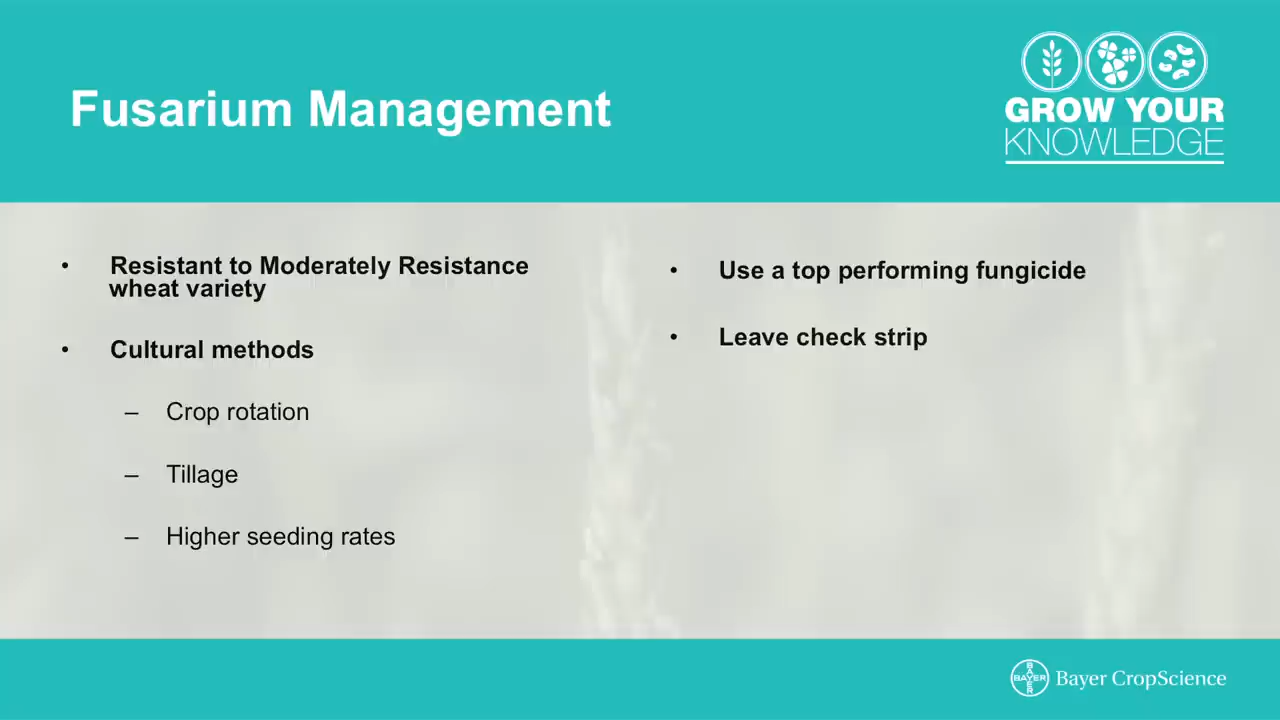 Fusarium Management
GROW YOUR
KNOWLEDGE
• Resistant to Moderately Resistance
wheat variety
• Cultural methods
– Crop rotation
– Tillage
– Higher seeding rates
• Use a top performing fungicide
• Leave check strip
BAYER
BAYER
Bayer CropScience